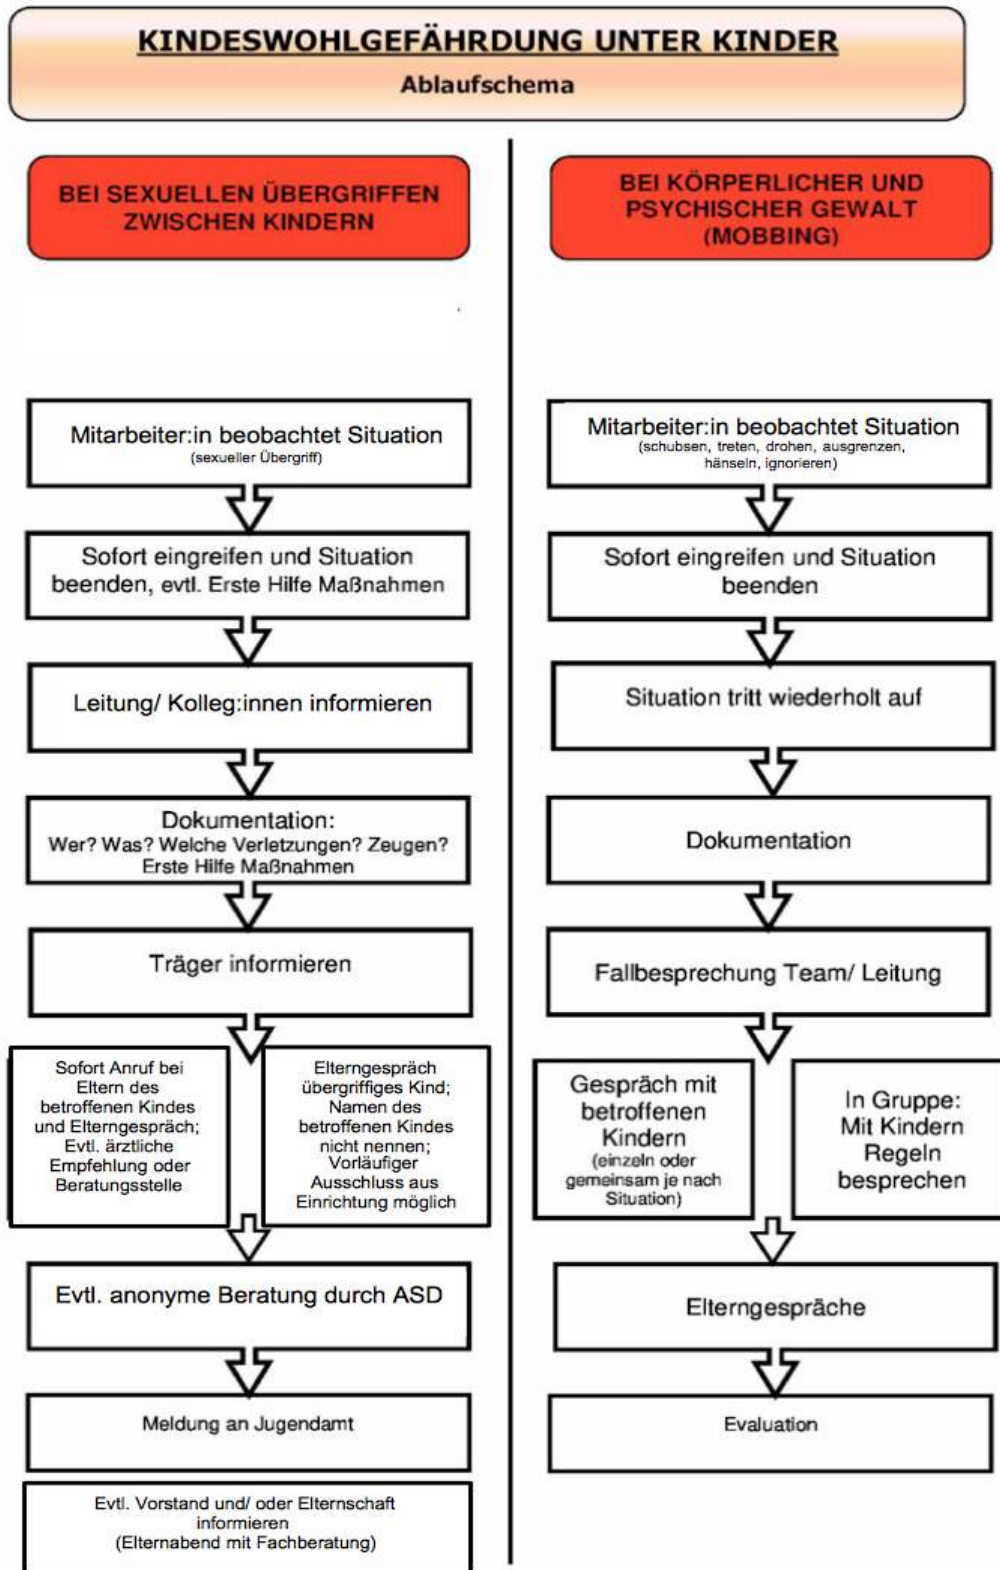 KINDESWOHLGEFÄHRDUNG UNTER KINDER
Ablaufschema
BEI SEXUELLEN ÜBERGRIFFEN
ZWISCHEN KINDERN
Mitarbeiter:in beobachtet Situation
(sexueller Übergriff)
Sofort eingreifen und Situation
beenden, evtl. Erste Hilfe Maßnahmen
Leitung/ Kolleg:innen informieren
Dokumentation:
Wer? Was? Welche Verletzungen? Zeugen?
Erste Hilfe Maßnahmen
Träger informieren
Sofort Anruf bei
Eltern des
betroffenen Kindes
und Elterngespräch;
Evtl. ärztliche
Empfehlung oder
Beratungsstelle
Elterngespräch
übergriffiges Kind;
Namen des
betroffenen Kindes
nicht nennen;
Vorläufiger
Ausschluss aus
Einrichtung möglich
Evtl. anonyme Beratung durch ASD
Meldung an Jugendamt
Evtl. Vorstand und/ oder Elternschaft
informieren
(Elternabend mit Fachberatung)
BEI KÖRPERLICHER UND
PSYCHISCHER GEWALT
(MOBBING)
Mitarbeiter:in beobachtet Situation
(schubsen, treten, drohen, ausgrenzen,
hänseln, ignorieren)
Sofort eingreifen und Situation
beenden
Situation tritt wiederholt auf
Dokumentation
Fallbesprechung Team/ Leitung
Gespräch mit
betroffenen
Kindern
(einzeln oder
gemeinsam je nach
Situation)
In Gruppe:
Mit Kindern
Regeln
besprechen
Elterngespräche
Evaluation